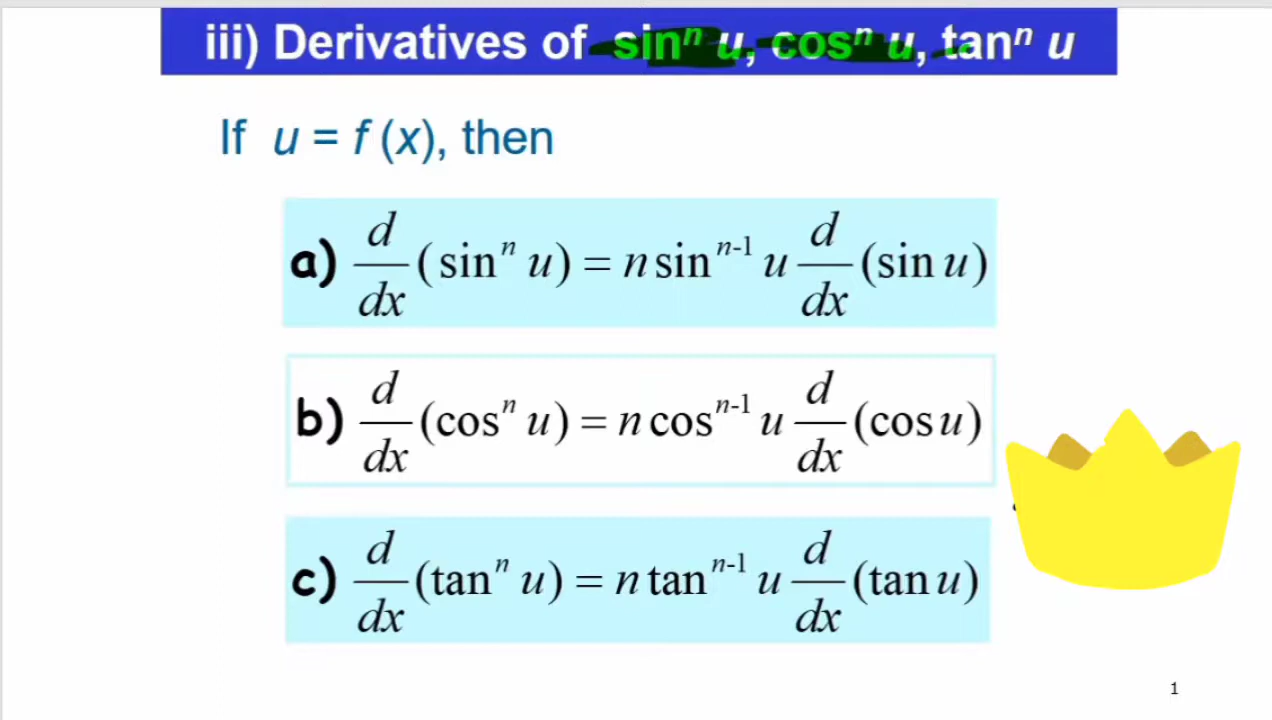 iii) Derivatives of sinⁿ u, cosⁿ u, tanⁿ u
If u = f (x), then
a) d/dx (sinⁿ u) = n sinⁿ⁻¹ u d/dx (sin u)
b) d/dx (cosⁿ u) = n cosⁿ⁻¹ u d/dx (cos u)
c) d/dx (tanⁿ u) = n tanⁿ⁻¹ u d/dx (tan u)
1